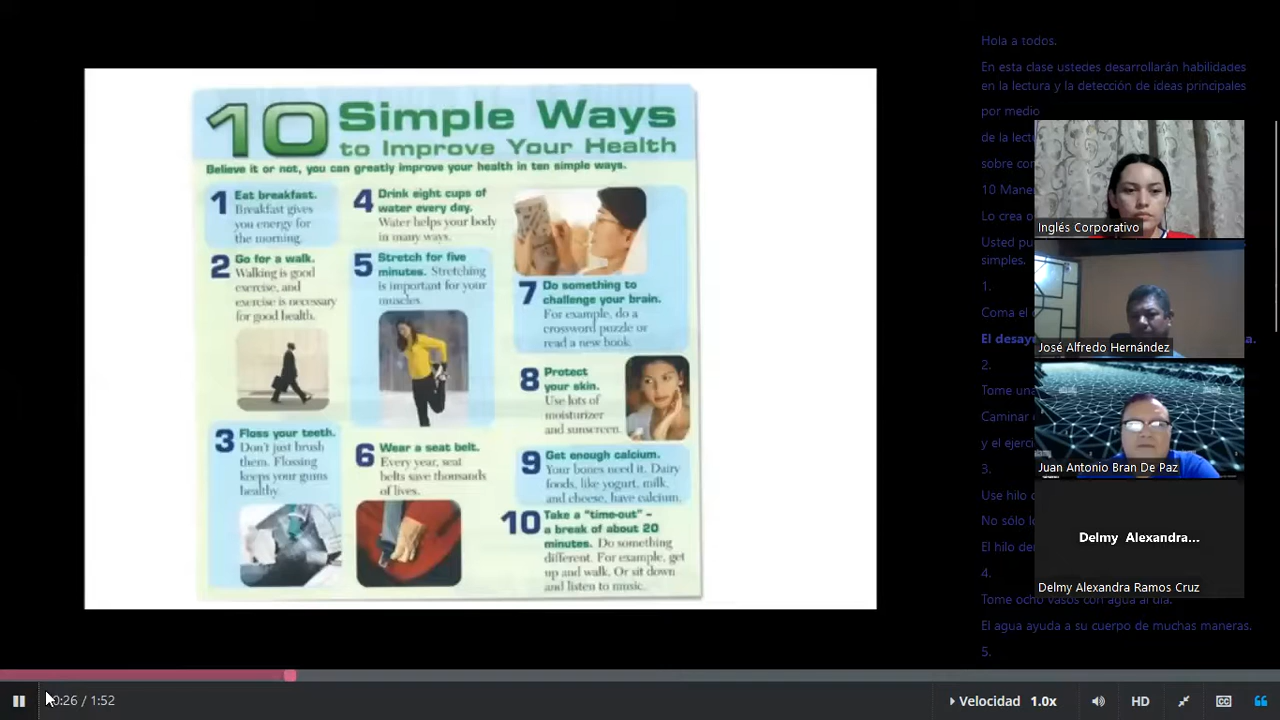 10 Simple Ways
to Improve Your Health
Believe it or not, you can greatly improve your health in ten simple ways.
1 Eat breakfast.
Breakfast gives
you energy for
the morning.
2 Go for a walk.
Walking is good
exercise, and
exercise is necessary
for good health.
3 Floss your teeth.
Don't just brush
them. Flossing
keeps your gums
healthy.
4 Drink eight cups of
water every day.
Water helps your body
in many ways.
5 Stretch for five
minutes. Stretching
is important for your
muscles.
6 Wear a seat belt.
Every year, seat
belts save thousands
of lives.
7 Do something to
challenge your brain.
For example, do a
crossword puzzle or
read a new book.
8 Protect
your skin.
Use lots of
moisturizer
and sunscreen.
9 Get enough calcium.
Your bones need it. Dairy
foods, like yogurt, milk,
and cheese, have calcium.
10 Take a "time-out" –
a break of about 20
minutes. Do something
different. For example, get
up and walk. Or sit down
and listen to music.
Hola a todos.
En esta clase ustedes desarrollarán habilidades
en la lectura y la detección de ideas principales
por medio
de la
sobre
10
Lo crea
Usted
simples.
1.
Coma el
El
2.
Tome
Caminar
y el
3.
Use hilo
No sólo
El hilo
4.
Tome ocho vasos con agua al día.
El agua ayuda a su cuerpo de muchas maneras.
5.
Inglés Corporativo
José Alfredo Hernández
Juan Antonio Bran De Paz
Delmy Alexandra...
Delmy Alexandra Ramos Cruz
:26 / 1:52
Velocidad 1.0x
HD
CC